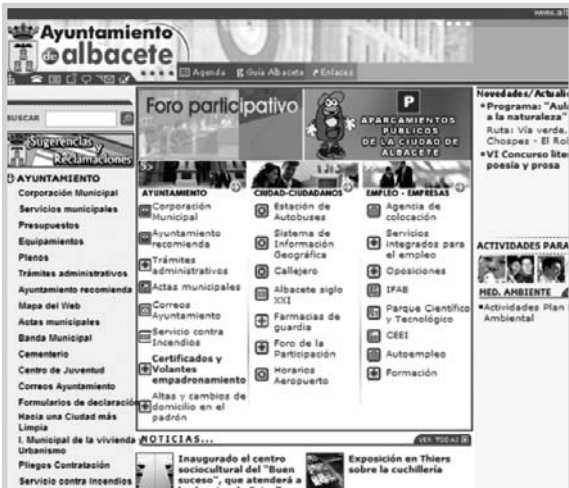 Ayuntamiento
de albacete
Agenda
Guía Albacete
Enlaces
BUSCAR
Sugerencias y
Reclamaciones
AYUNTAMIENTO
Corporación Municipal
Servicios municipales
Presupuestos
Equipamientos
Plenos
Trámites administrativos
Ayuntamiento recomienda
Mapa del Web
Actas municipales
Banda Municipal
Cementerio
Centro de Juventud
Correos Ayuntamiento
Formularios de declaración
Hacia una Ciudad más
Limpia
I. Municipal de la vivienda y
Urbanismo
Pliegos Contratación
Servicio contra Incendios
Foro participativo
P
APARCAMIENTOS
PUBLICOS
DE LA CIUDAD DE
ALBACETE
AYUNTAMIENTO
Corporación
Municipal
Ayuntamiento
recomienda
Trámites
administrativos
Actas municipales
Correos
Ayuntamiento
Servicio contra
Incendios
Certificados y
Volantes
empadronamiento
Altas y cambios de
domicilio en el
padrón
CIUDAD-CIUDADANOS
Estación de
Autobuses
Sistema de
Información
Geográfica
Callejero
Albacete siglo
XXI
Farmacias de
guardia
Foro de la
Participación
Horarios
Aeropuerto
EMPLEO - EMPRESAS
Agencia de
colocación
Servicios
integrados para
el empleo
Oposiciones
IFAB
Parque Científico
y Tecnológico
CEEI
Autoempleo
Formación
NOTICIAS...
VER TODAS
Inaugurado el centro
sociocultural del "Buen
suceso", que atenderá a
Exposición en Thiers
sobre la cuchillería
Novedades/Actuali
Programa: "Aula
a la naturaleza"
Ruta: Vía verde,
Chospes - El Rol
VI Concurso liter
poesía y prosa
ACTIVIDADES PARA
MED. AMBIENTE
Actividades Plan
Ambiental